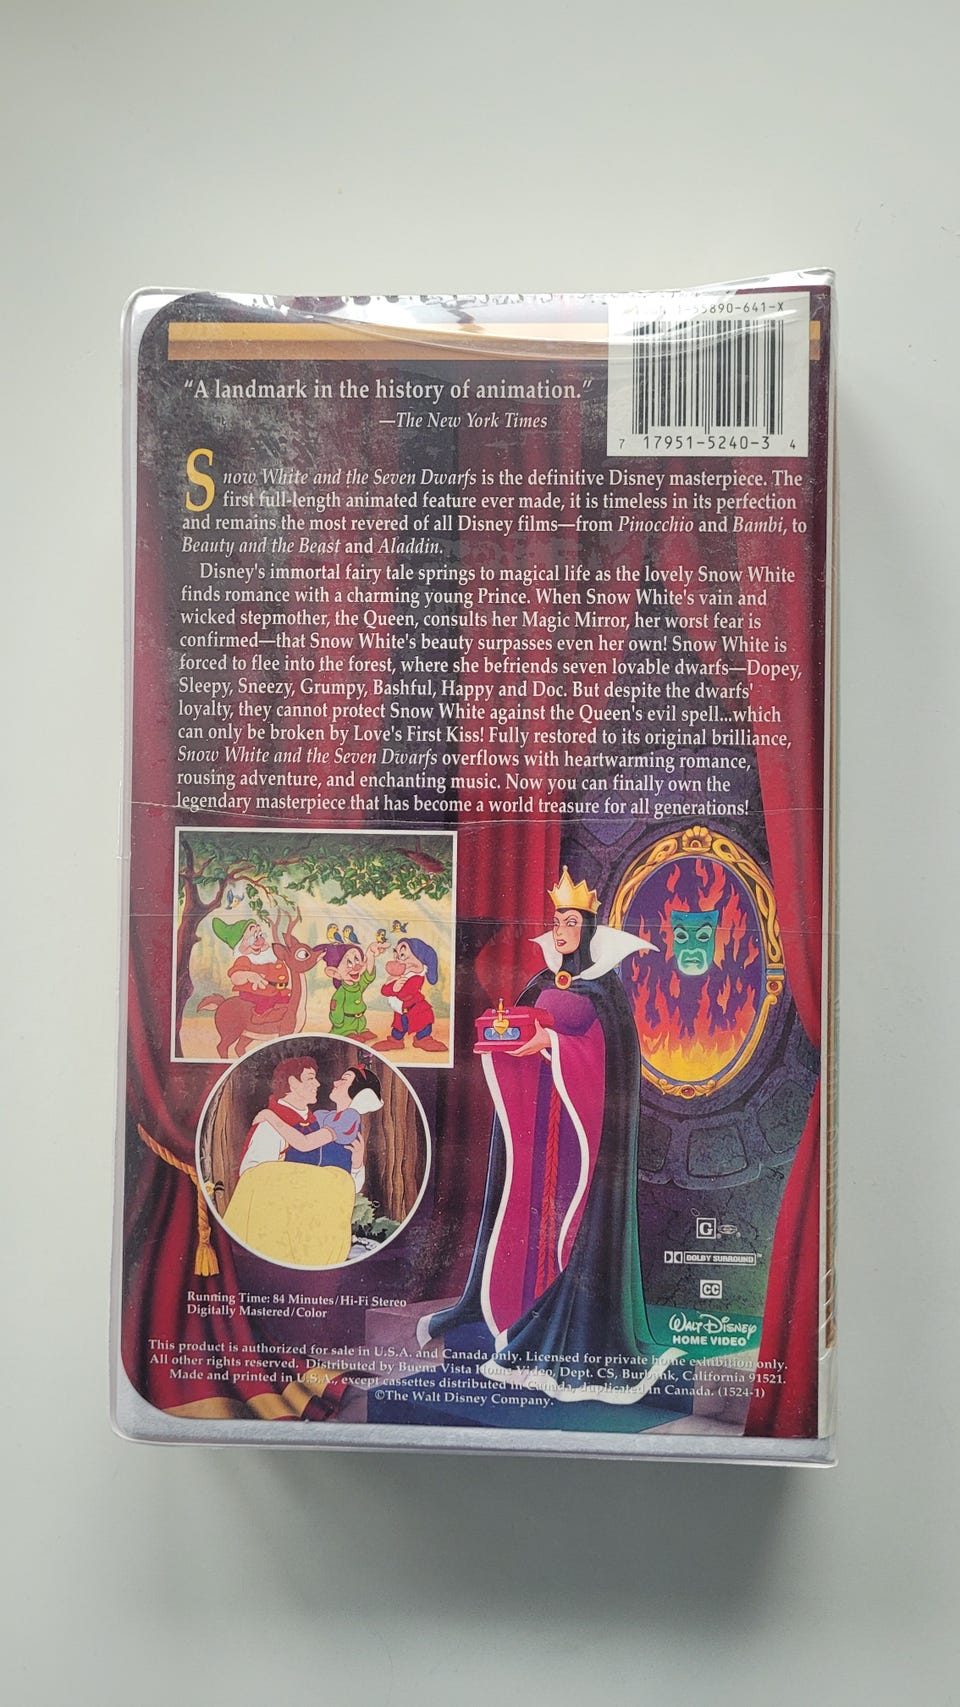 1-55890-641-X
7 17951-5240-3 4
“A landmark in the history of animation.”
—The New York Times
Snow White and the Seven Dwarfs is the definitive Disney masterpiece. The
first full-length animated feature ever made, it is timeless in its perfection
and remains the most revered of all Disney films—from Pinocchio and Bambi, to
Beauty and the Beast and Aladdin.
Disney's immortal fairy tale springs to magical life as the lovely Snow White
finds romance with a charming young Prince. When Snow White's vain and
wicked stepmother, the Queen, consults her Magic Mirror, her worst fear is
confirmed—that Snow White's beauty surpasses even her own! Snow White is
forced to flee into the forest, where she befriends seven lovable dwarfs—Dopey,
Sleepy, Sneezy, Grumpy, Bashful, Happy and Doc. But despite the dwarfs'
loyalty, they cannot protect Snow White against the Queen's evil spell...which
can only be broken by Love's First Kiss! Fully restored to its original brilliance,
Snow White and the Seven Dwarfs overflows with heartwarming romance,
rousing adventure, and enchanting music. Now you can finally own the
legendary masterpiece that has become a world treasure for all generations!
G
DOLBY SURROUND
CC
Running Time: 84 Minutes/Hi-Fi Stereo
Digitally Mastered/Color
WALT DISNEY
HOME VIDEO
This product is authorized for sale in U.S.A. and Canada only. Licensed for private home exhibition only.
All other rights reserved. Distributed by Buena Vista Home Video, Dept. CS, Burbank, California 91521.
Made and printed in U.S.A., except cassettes distributed in Canada, duplicated in Canada. (1524-1)
©The Walt Disney Company.